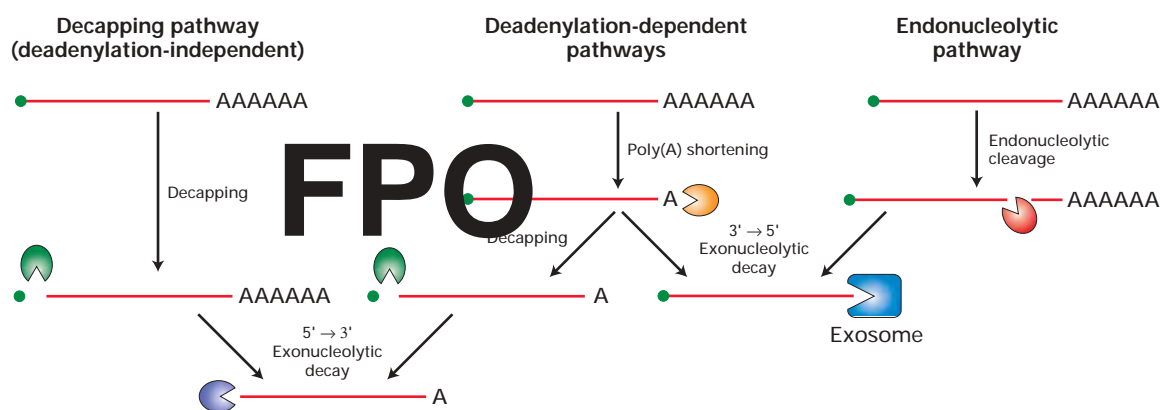 Decapping pathway
(deadenylation-independent)
Deadenylation-dependent
pathways
Endonucleolytic
pathway
AAAAAA
AAAAAA
AAAAAA
Decapping
FPO
Poly(A) shortening
Endonucleolytic
cleavage
A
AAAAAA
Decapping
3' → 5'
Exonucleolytic
decay
AAAAAA
A
Exosome
5' → 3'
Exonucleolytic
decay
A